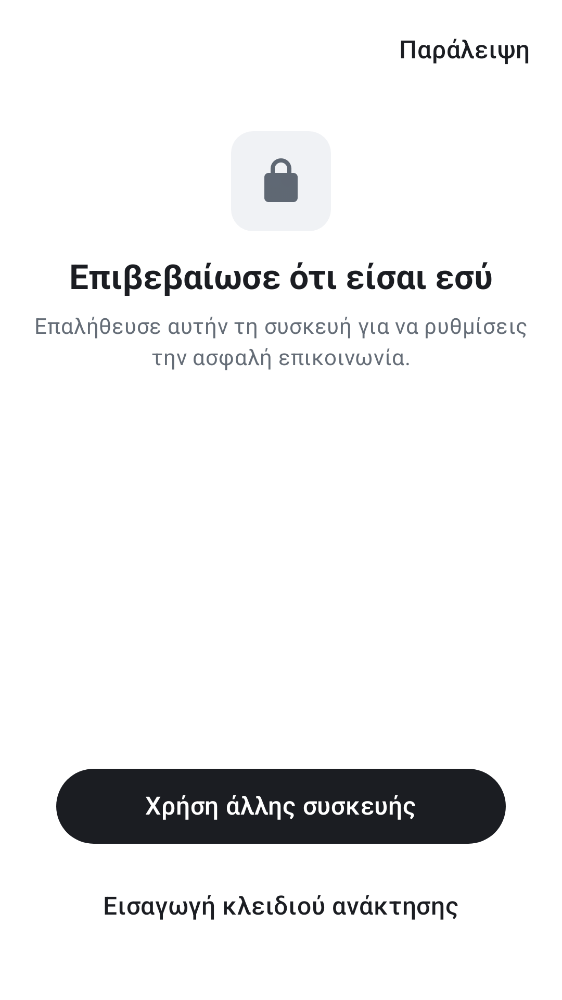 Παράλειψη
Επιβεβαίωσε ότι είσαι εσύ
Επαλήθευσε αυτήν τη συσκευή για να ρυθμίσεις
την ασφαλή επικοινωνία.
Χρήση άλλης συσκευής
Εισαγωγή κλειδιού ανάκτησης